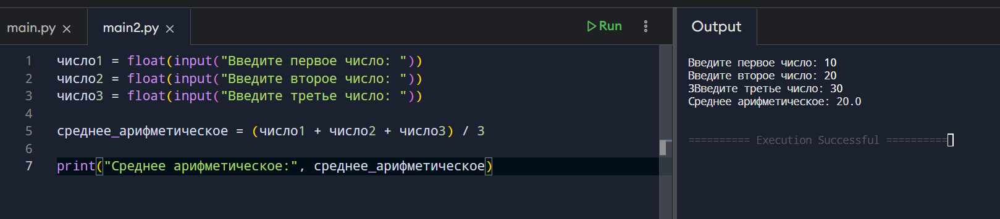 main.py ×
main2.py ×
Run
Output
1 число1 = float(input("Введите первое число: "))
2 число2 = float(input("Введите второе число: "))
3 число3 = float(input("Введите третье число: "))
4
5 среднее_арифметическое = (число1 + число2 + число3) / 3
6
7 print("Среднее арифметическое:", среднее_арифметическое)
Введите первое число: 10
Введите второе число: 20
3Введите третье число: 30
Среднее арифметическое: 20.0
========== Execution Successful ==========